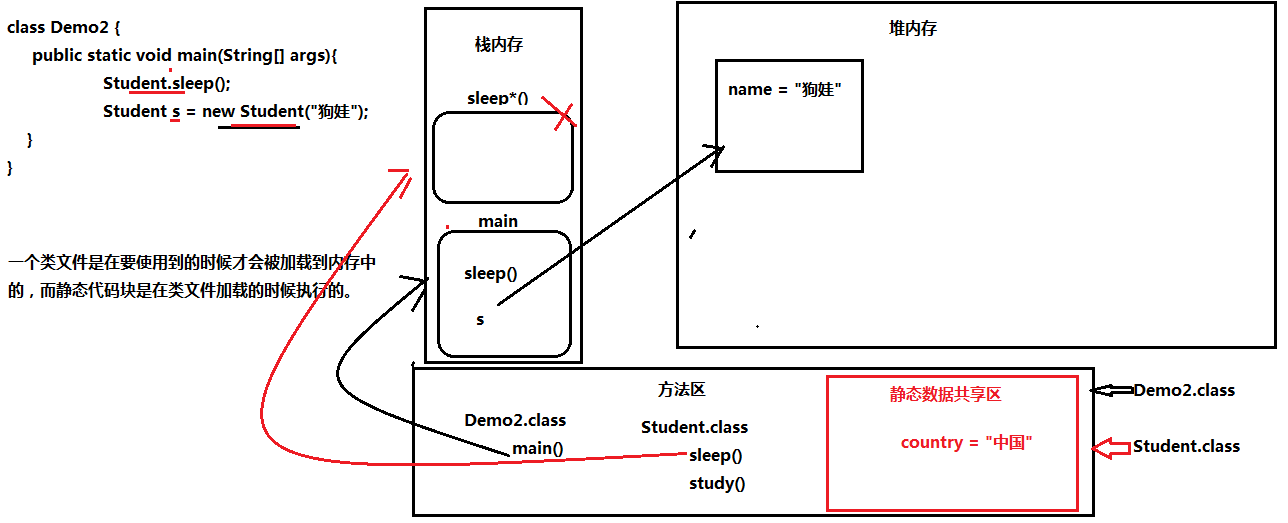 class Demo2 {
public static void main(String[] args){
Student.sleep();
Student s = new Student("狗娃");
}
}
一个类文件是在要使用到的时候才会被加载到内存中
的，而静态代码块是在类文件加载的时候执行的。
栈内存
sleep*()
main
sleep()
s
堆内存
name = "狗娃"
方法区
Demo2.class
main()
Student.class
sleep()
study()
静态数据共享区
country = "中国"
Demo2.class
Student.class